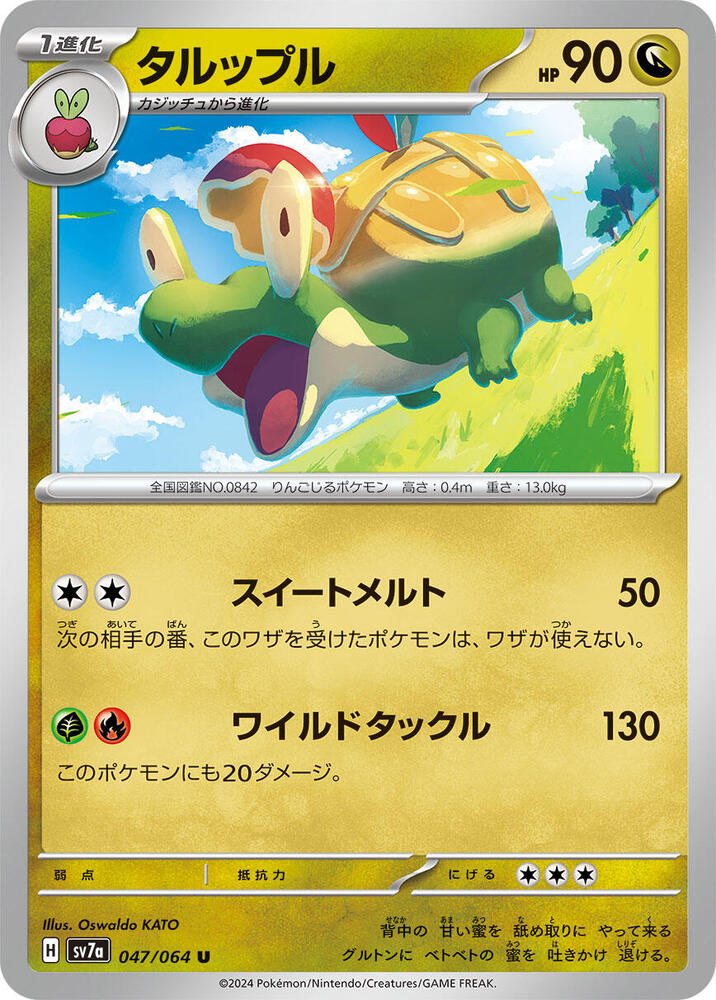 1進化
タルップル
HP 90
カジッチュから進化
全国図鑑NO.0842 りんごじるポケモン 高さ:0.4m 重さ:13.0kg
スイートメルト 50
次の相手の番、このワザを受けたポケモンは、ワザが使えない。
ワイルドタックル 130
このポケモンにも20ダメージ。
弱点 抵抗力 にげる
Illus. Oswaldo KATO
背中の 甘い蜜を 舐め取りに やって来る
グルトンに ベトベトの 蜜を 吐きかけ 退ける。
H sv7a 047/064 U
©2024 Pokémon/Nintendo/Creatures/GAME FREAK.